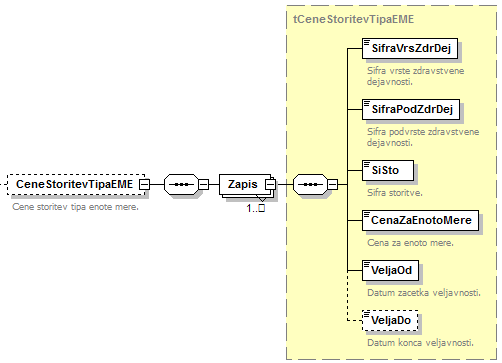 tCeneStoritevTipaEME
SifraVrsZdrDej
Sifra vrste zdravstvene
dejavnosti.
SifraPodZdrDej
Sifra podvrste zdravstvene
dejavnosti.
CeneStoritevTipaEME
Cene storitev tipa enote mere.
Zapis
1..□
SiSto
Sifra storitve.
CenaZaEnotoMere
Cena za enoto mere.
VeljaOd
Datum zacetka veljavnosti.
VeljaDo
Datum konca veljavnosti.